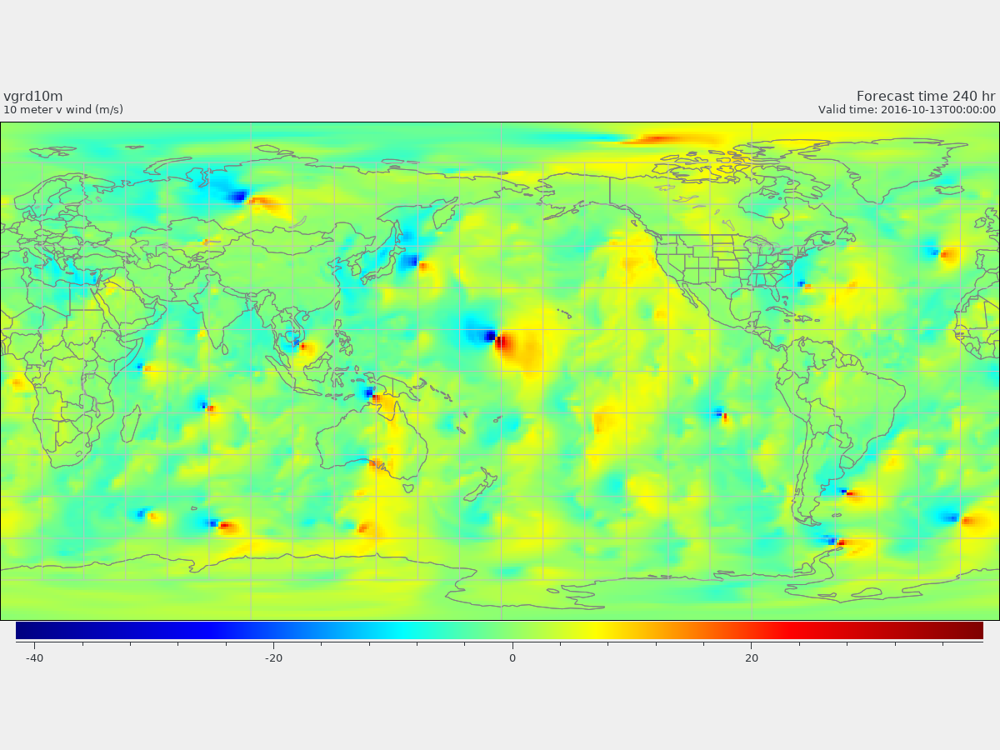 vgrd10m
Forecast time 240 hr
10 meter v wind (m/s)
Valid time: 2016-10-13T00:00:00
-40 -20 0 20